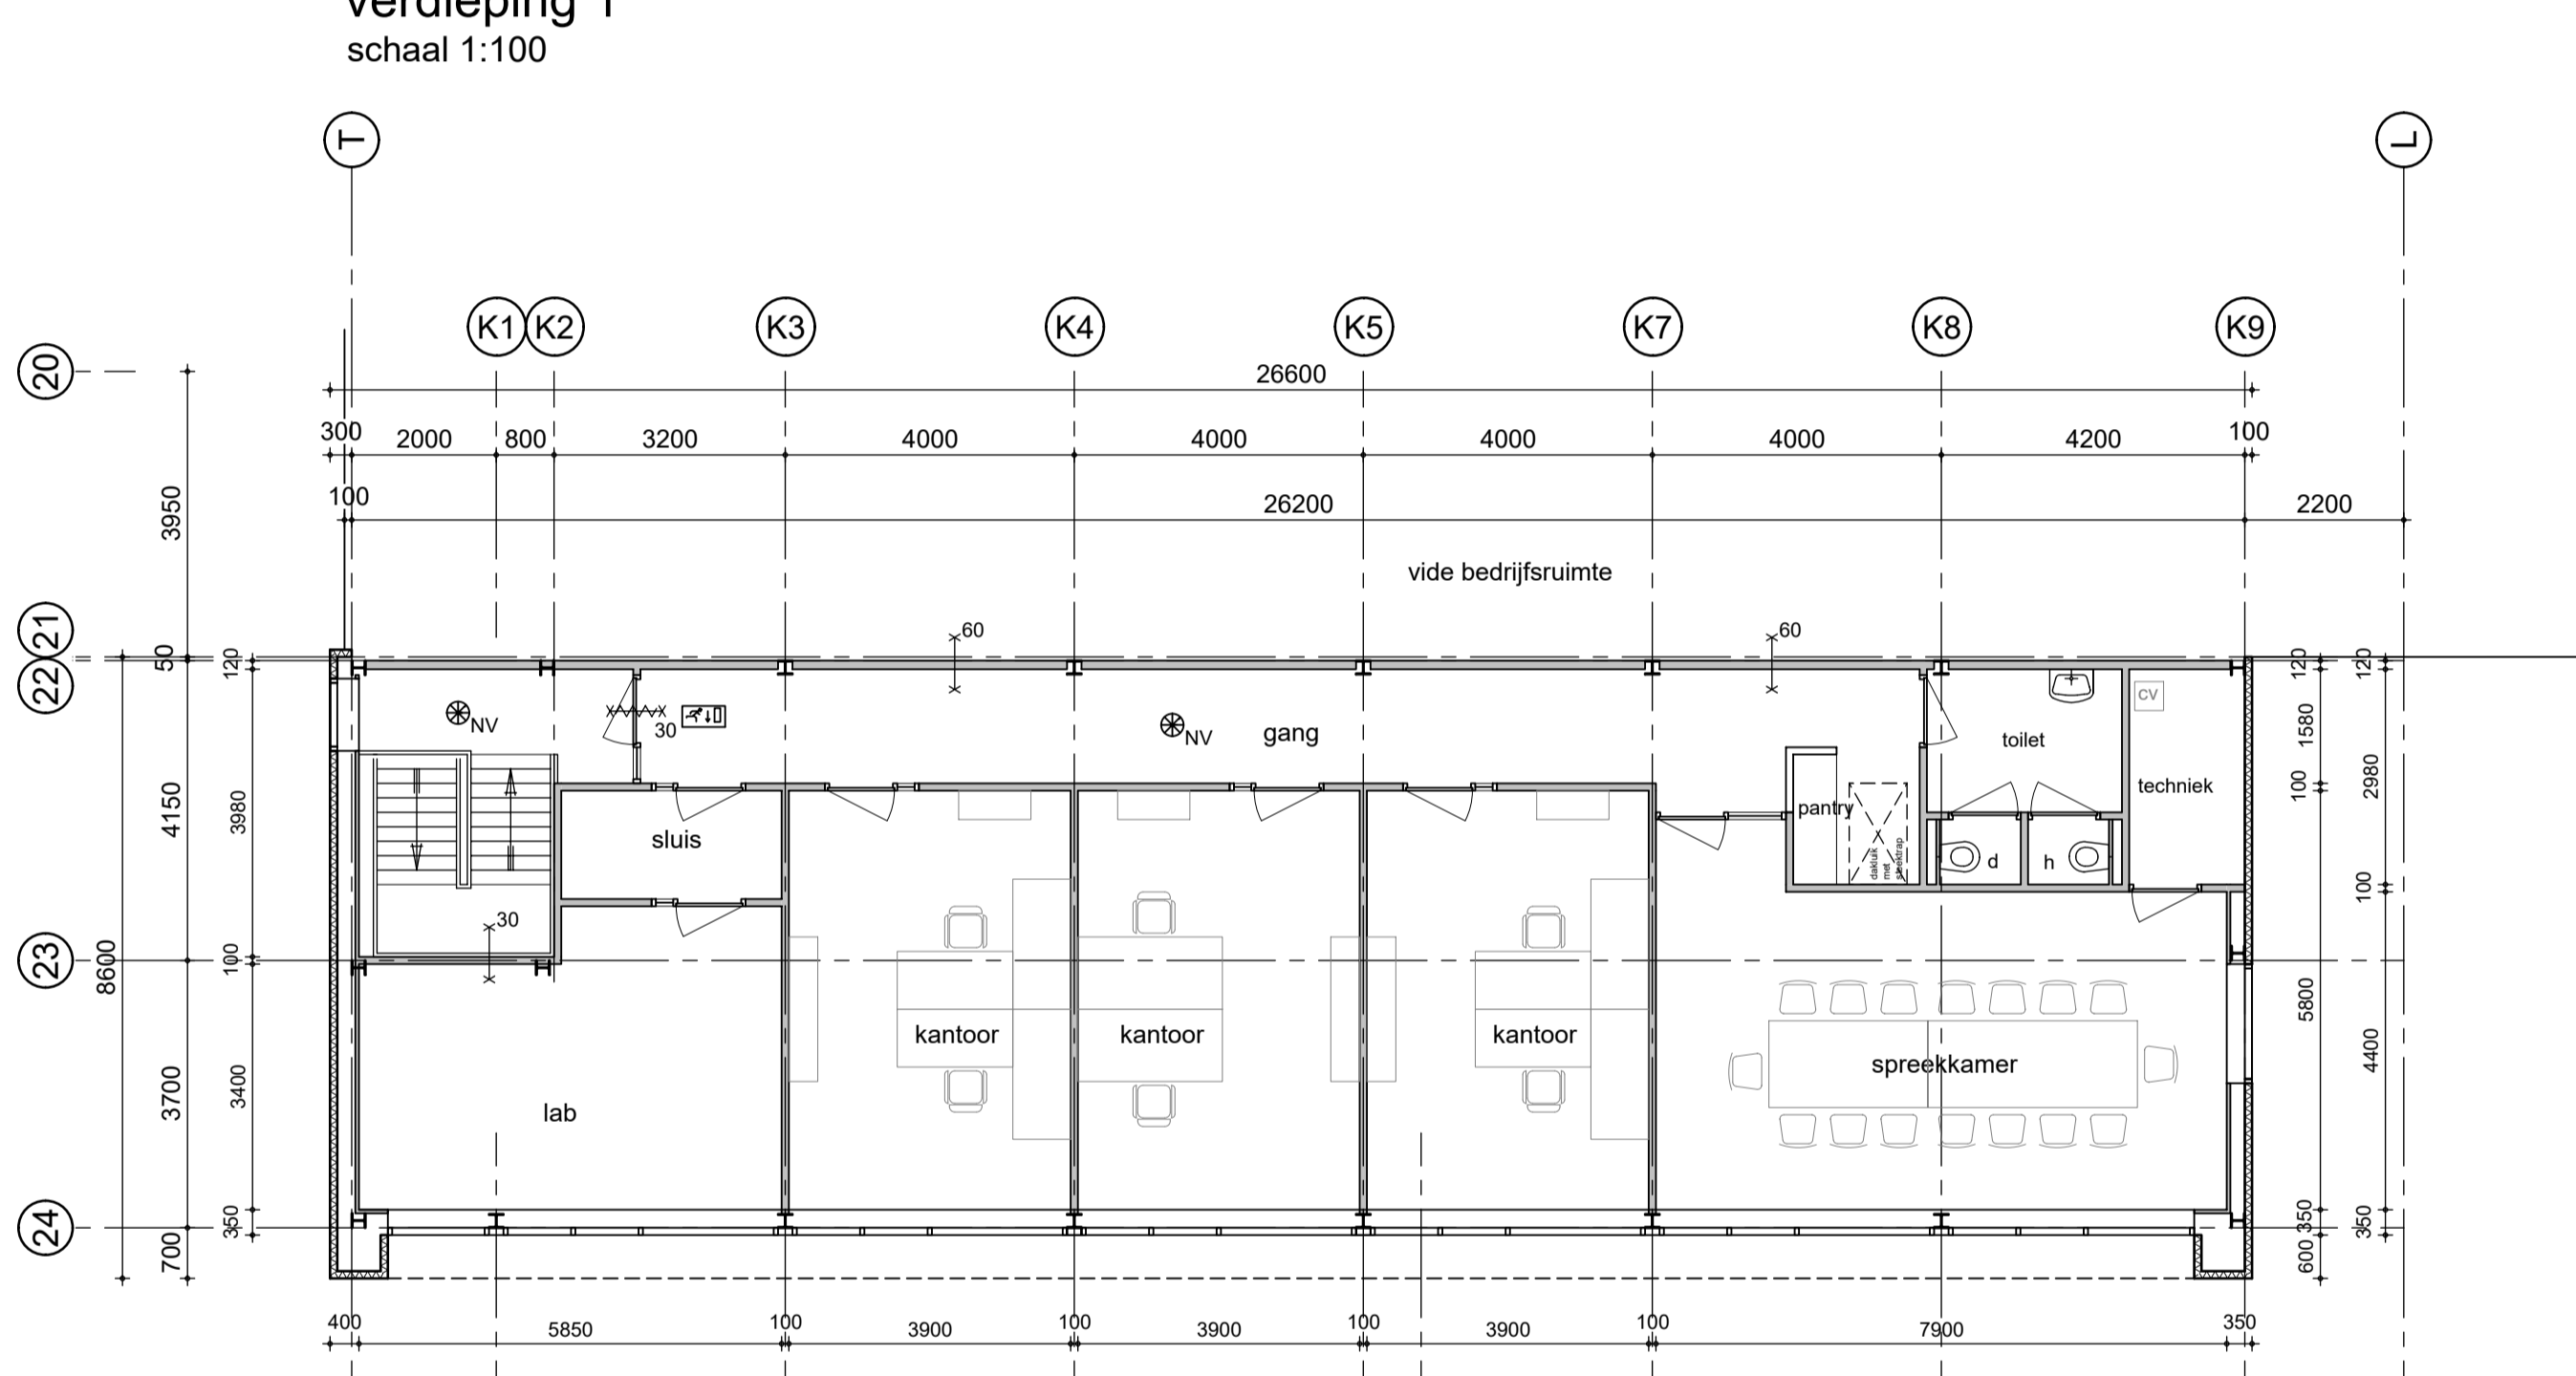 verdieping 1
schaal 1:100
T
L
K1
K2
K3
K4
K5
K7
K8
K9
20
26600
300
2000
800
3200
4000
4000
4000
4000
4200
100
100
26200
2200
3950
vide bedrijfsruimte
21
22
50
120
60
60
120
120
NV
30
NV
gang
toilet
CV
techniek
1580
2980
100
4150
3980
sluis
pantry
dakluik
met
steektrap
d
h
100
30
23
8600
100
kantoor
kantoor
kantoor
spreekkamer
5800
4400
3700
3400
lab
24
350
700
350
350
600
400
5850
100
3900
100
3900
100
3900
100
7900
350